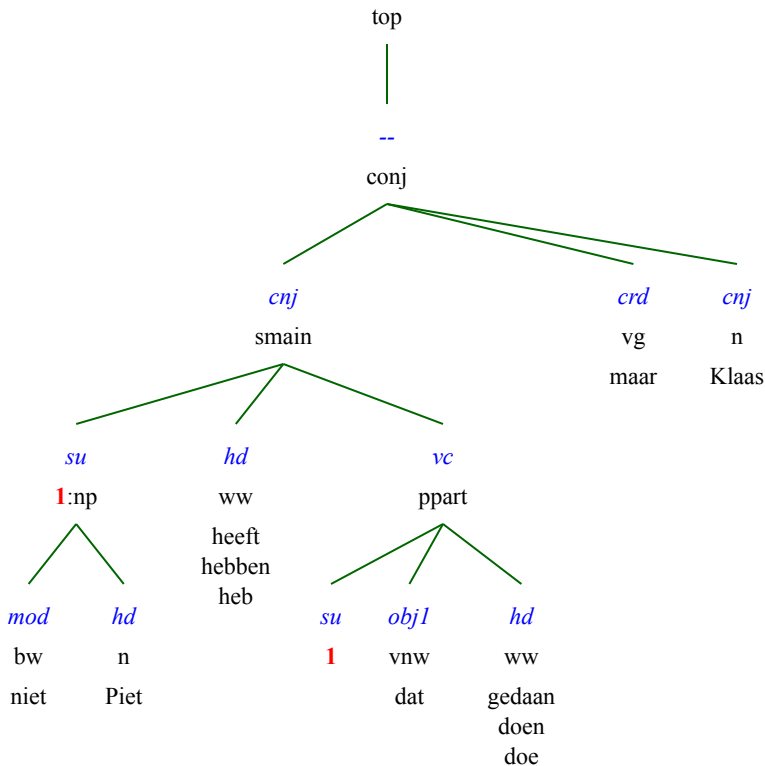 top
--
conj
cnj crd cnj
smain vg n
maar Klaas
su hd vc
1:np ww ppart
heeft
hebben
heb
mod hd su obj1 hd
bw n 1 vnw ww
niet Piet dat gedaan
doen
doe